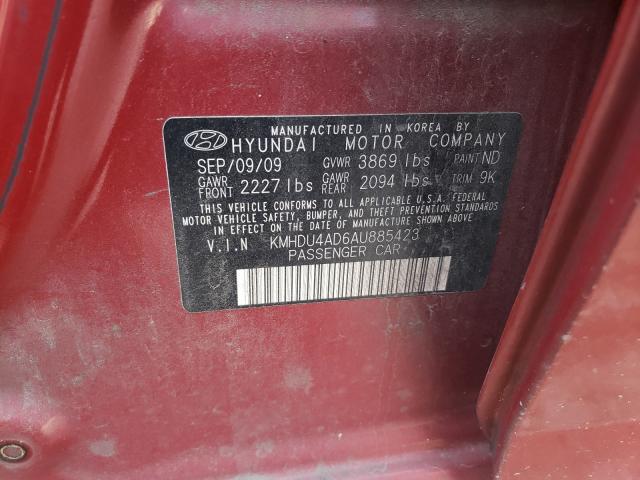 MANUFACTURED IN KOREA BY
HYUNDAI MOTOR COMPANY
SEP/09/09 GVWR 3869 lbs PAINT ND
GAWR FRONT 2227 lbs GAWR REAR 2094 lbs TRIM 9K
THIS VEHICLE CONFORMS TO ALL APPLICABLE U.S.A. FEDERAL
MOTOR VEHICLE SAFETY, BUMPER, AND THEFT PREVENTION STANDARDS
IN EFFECT ON THE DATE OF MANUFACTURE SHOWN ABOVE.
V.I.N KMHDU4AD6AU885423
PASSENGER CAR